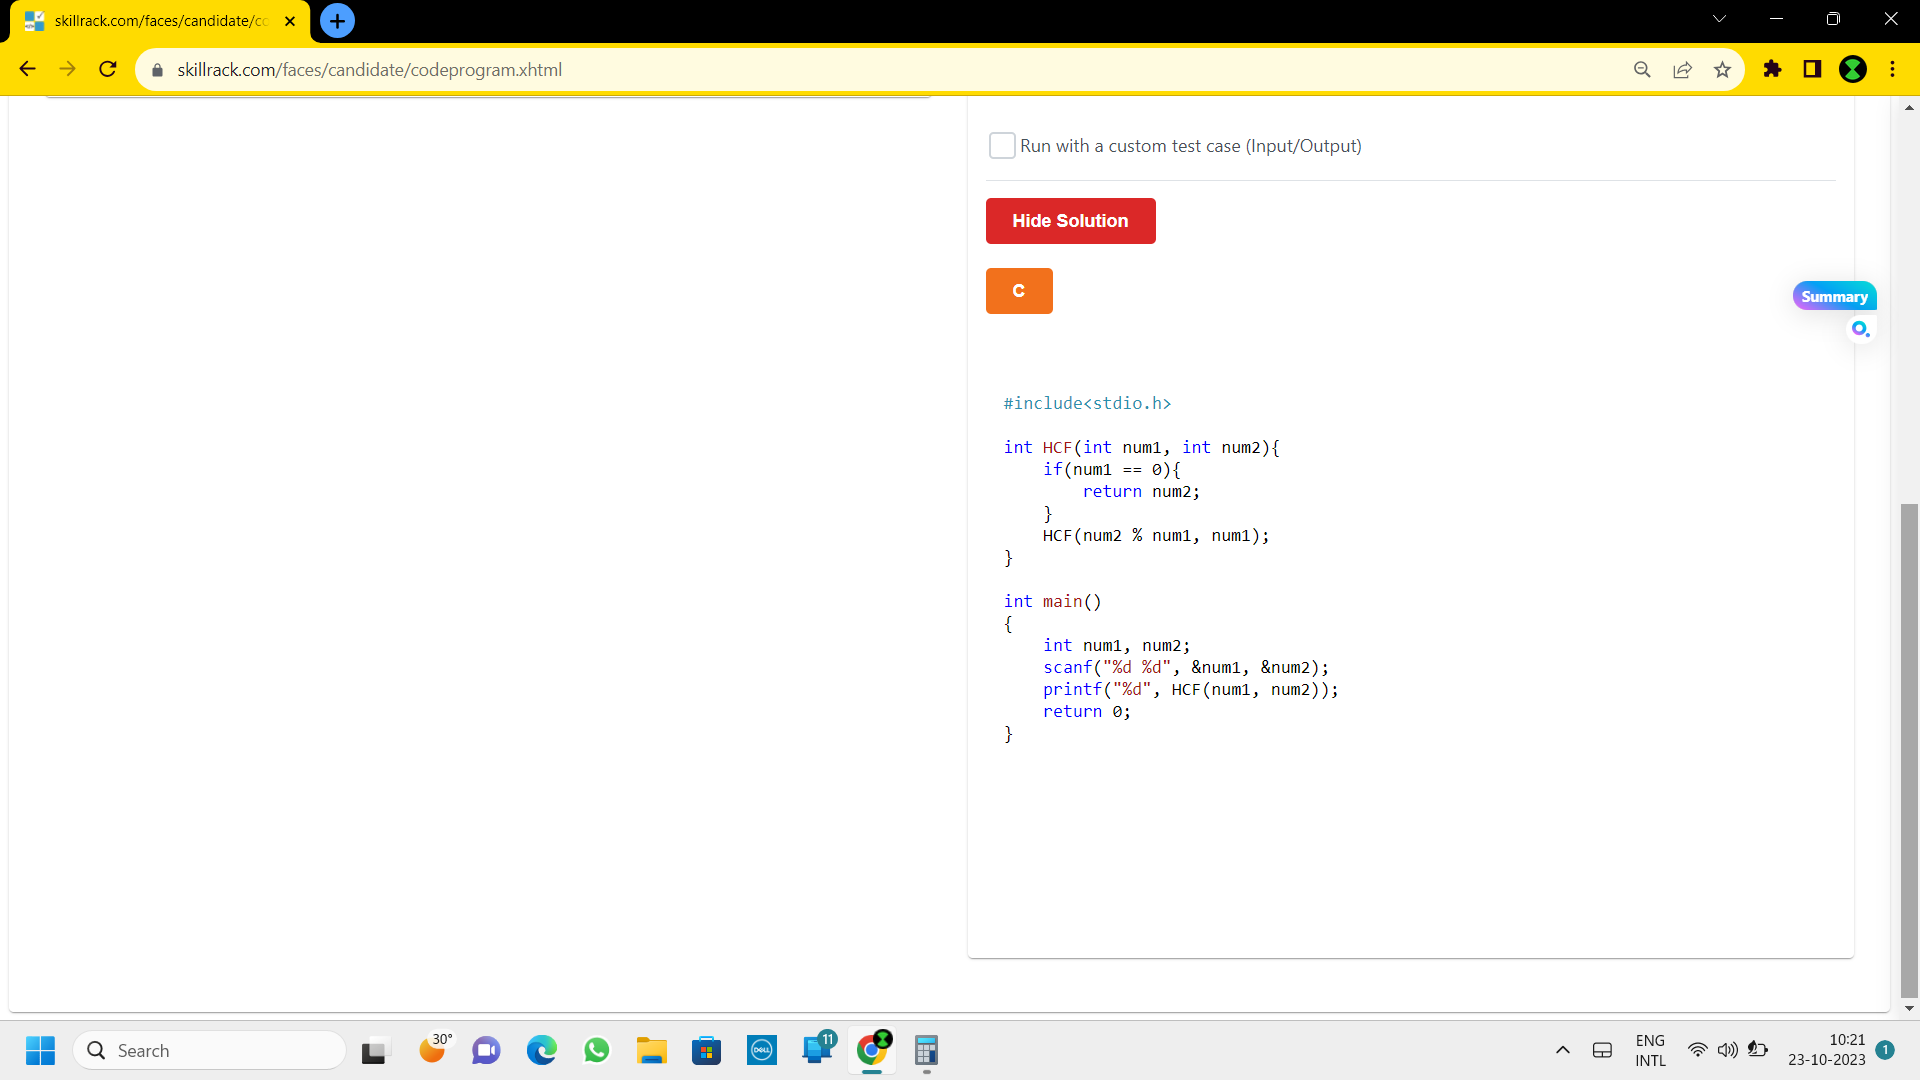 skillrack.com/faces/candidate/cc
skillrack.com/faces/candidate/codeprogram.xhtml
Run with a custom test case (Input/Output)
Hide Solution
C
Summary
#include<stdio.h>
int HCF(int num1, int num2){
if(num1 == 0){
return num2;
}
HCF(num2 % num1, num1);
}
int main()
{
int num1, num2;
scanf("%d %d", &num1, &num2);
printf("%d", HCF(num1, num2));
return 0;
}
Search
30°
DELL
11
ENG
INTL
10:21
23-10-2023
1